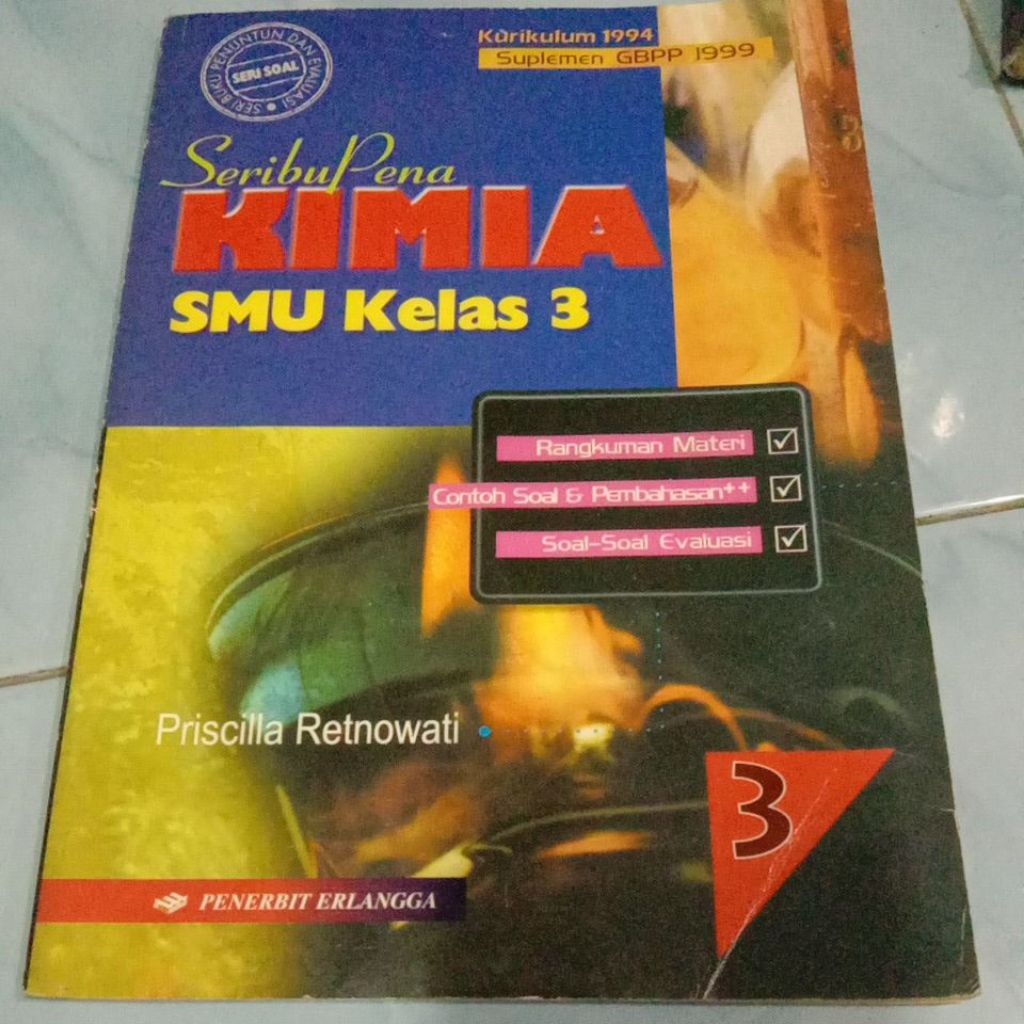 SERI BUKU PENUNTUN DAN EVALUASI
SERI SOAL
Kurikulum 1994
Suplemen GBPP 1999
3
SeribuPena
KIMIA
SMU Kelas 3
Rangkuman Materi
Contoh Soal & Pembahasan++
Soal-Soal Evaluasi
Priscilla Retnowati
3
PENERBIT ERLANGGA